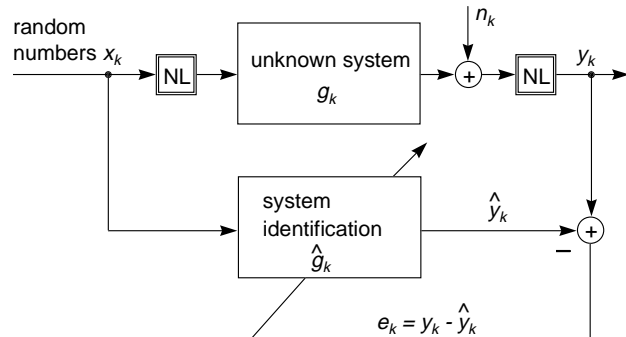 random
numbers x_k
NL
unknown system
g_k
n_k
+
NL
y_k
system
identification
ĝ_k
ŷ_k
+
−
e_k = y_k - ŷ_k